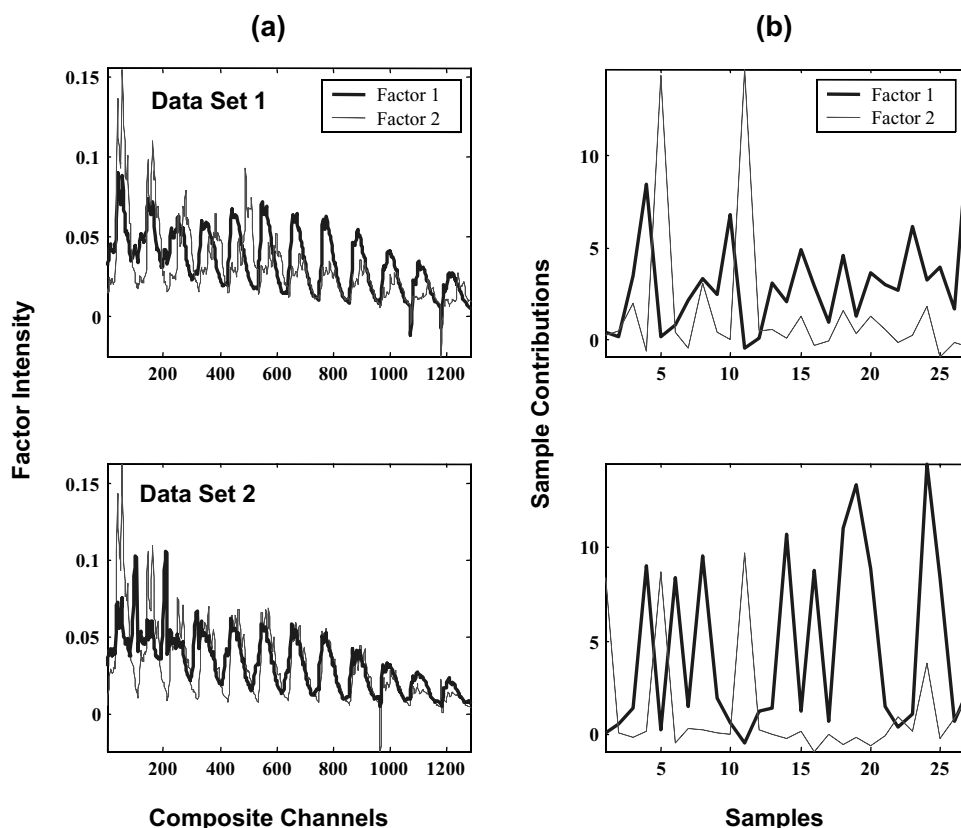 (a)
(b)
Data Set 1
Factor 1
Factor 2
0.15
0.1
0.05
0
200 400 600 800 1000 1200
Factor 1
Factor 2
10
5
0
5 10 15 20 25
Factor Intensity
Sample Contributions
Data Set 2
0.15
0.1
0.05
0
200 400 600 800 1000 1200
10
5
0
5 10 15 20 25
Composite Channels
Samples